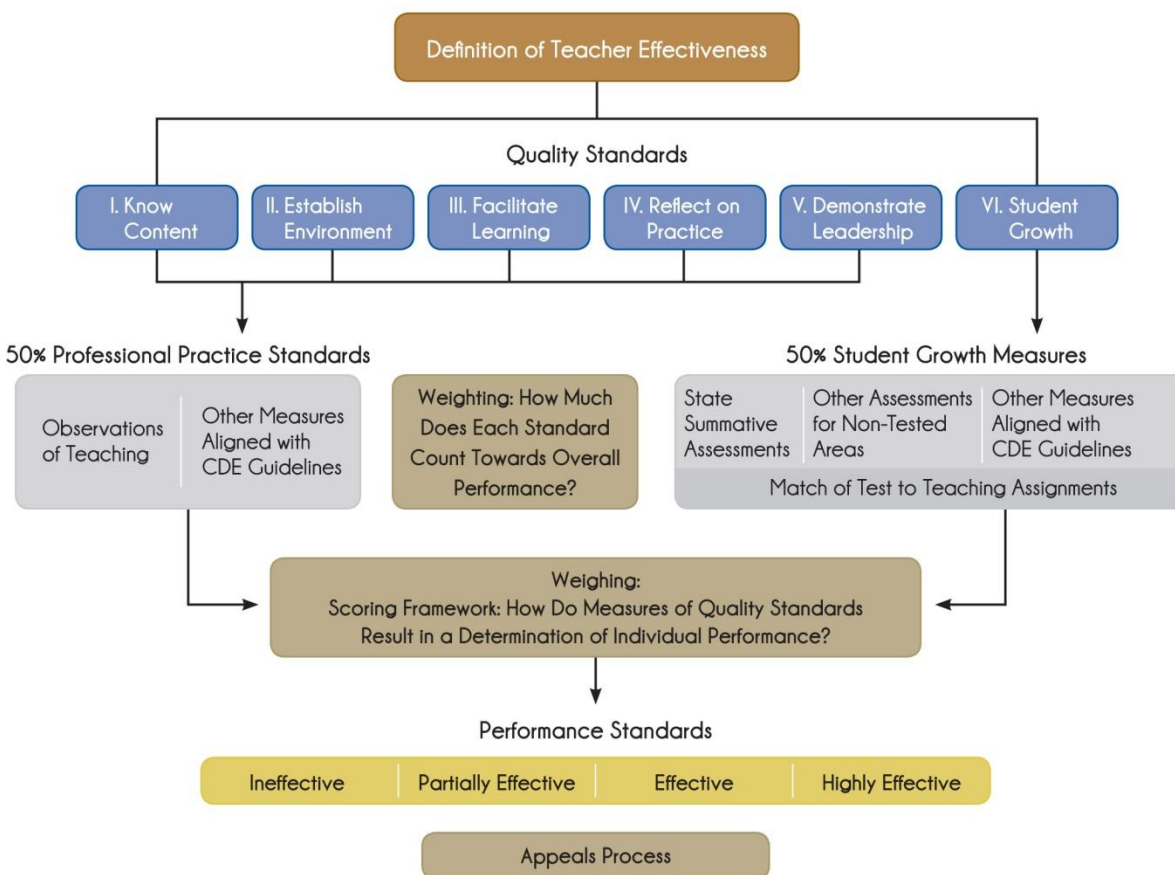 Definition of Teacher Effectiveness
Quality Standards
I. Know
Content
II. Establish
Environment
III. Facilitate
Learning
IV. Reflect on
Practice
V. Demonstrate
Leadership
VI. Student
Growth
50% Professional Practice Standards
Observations
of Teaching
Other Measures
Aligned with
CDE Guidelines
Weighting: How Much
Does Each Standard
Count Towards Overall
Performance?
50% Student Growth Measures
State
Summative
Assessments
Other Assessments
for Non-Tested
Areas
Other Measures
Aligned with
CDE Guidelines
Match of Test to Teaching Assignments
Weighing:
Scoring Framework: How Do Measures of Quality Standards
Result in a Determination of Individual Performance?
Performance Standards
Ineffective
Partially Effective
Effective
Highly Effective
Appeals Process